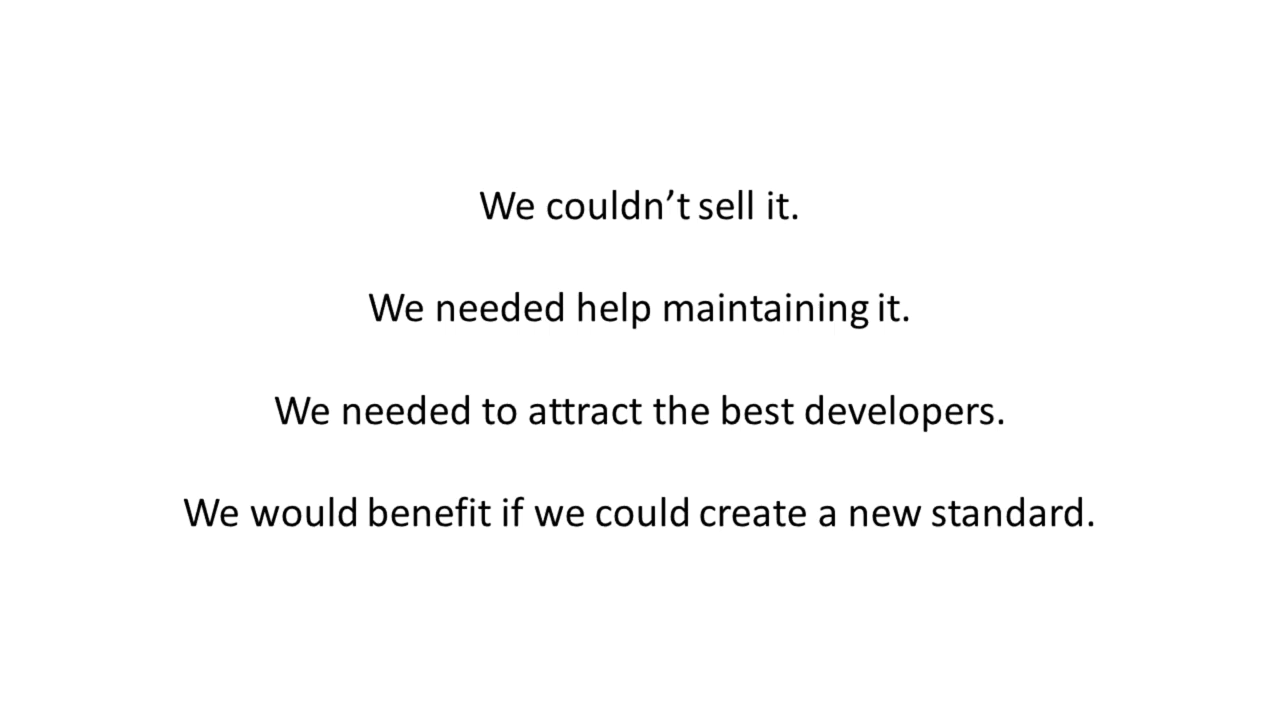 We couldn’t sell it.
We needed help maintaining it.
We needed to attract the best developers.
We would benefit if we could create a new standard.